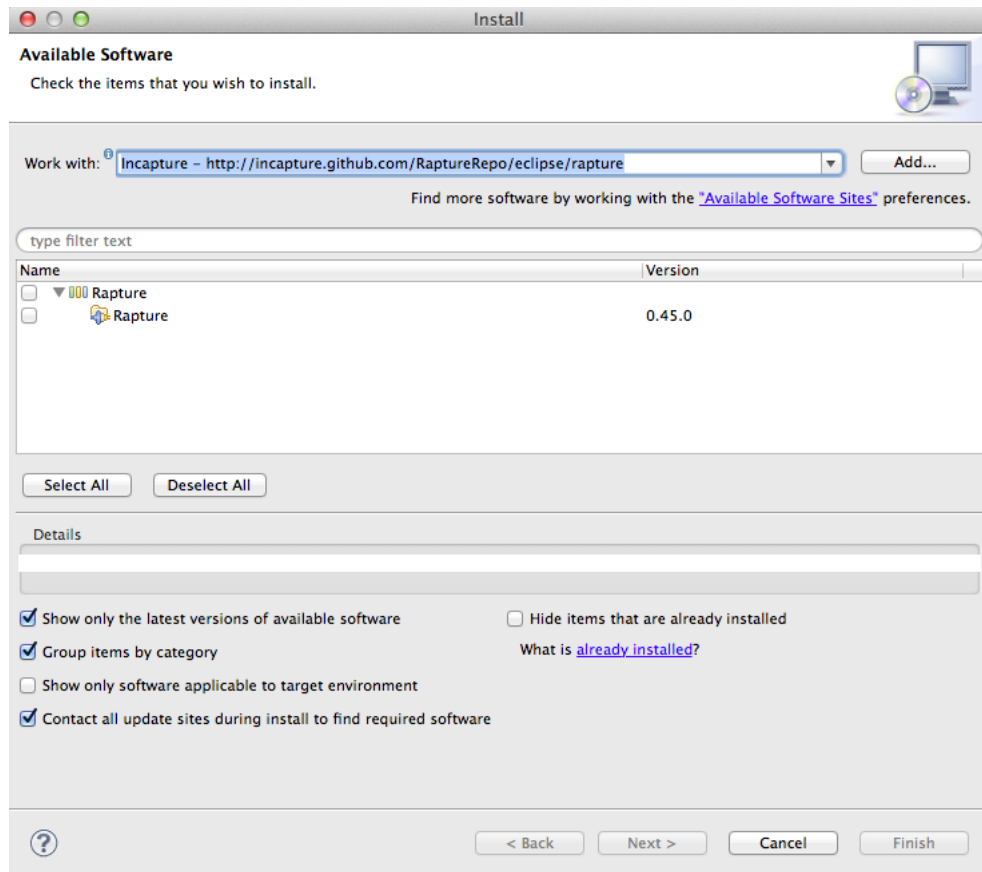 Install
Available Software
Check the items that you wish to install.
Work with: Incapture – http://incapture.github.com/RaptureRepo/eclipse/rapture Add...
Find more software by working with the "Available Software Sites" preferences.
type filter text
Name Version
Rapture
Rapture 0.45.0
Select All Deselect All
Details
Show only the latest versions of available software Hide items that are already installed
Group items by category What is already installed?
Show only software applicable to target environment
Contact all update sites during install to find required software
? < Back Next > Cancel Finish